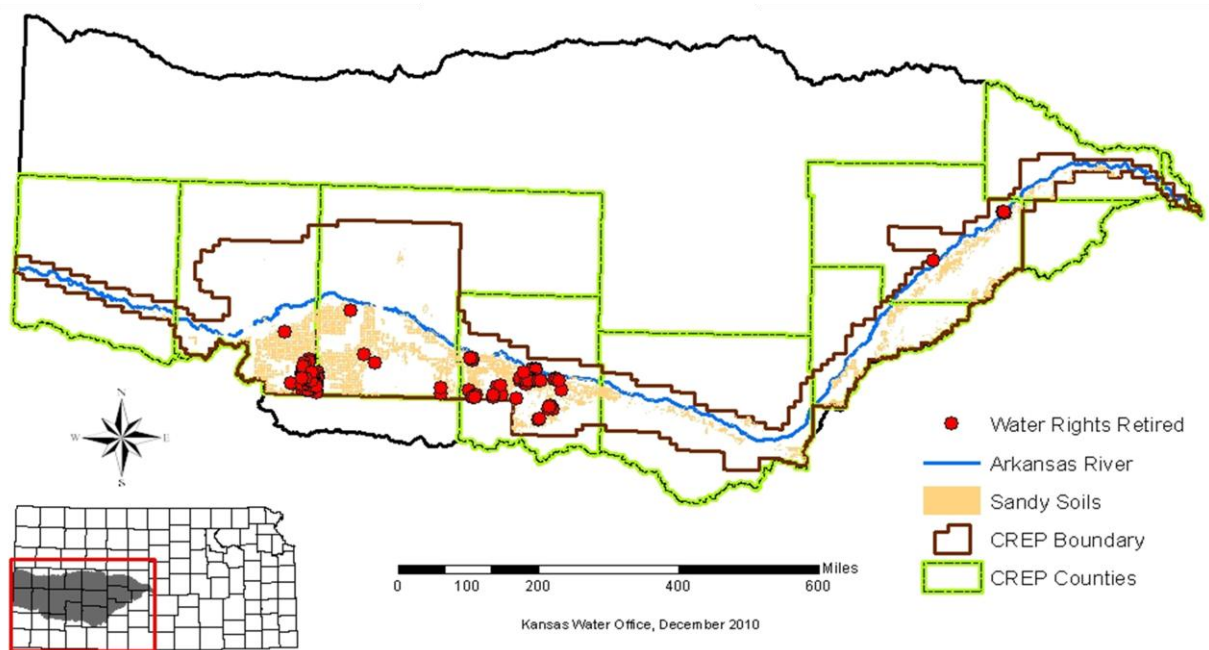 N
W E
S
Water Rights Retired
Arkansas River
Sandy Soils
CREP Boundary
CREP Counties
Miles
0 100 200 400 600
Kansas Water Office, December 2010